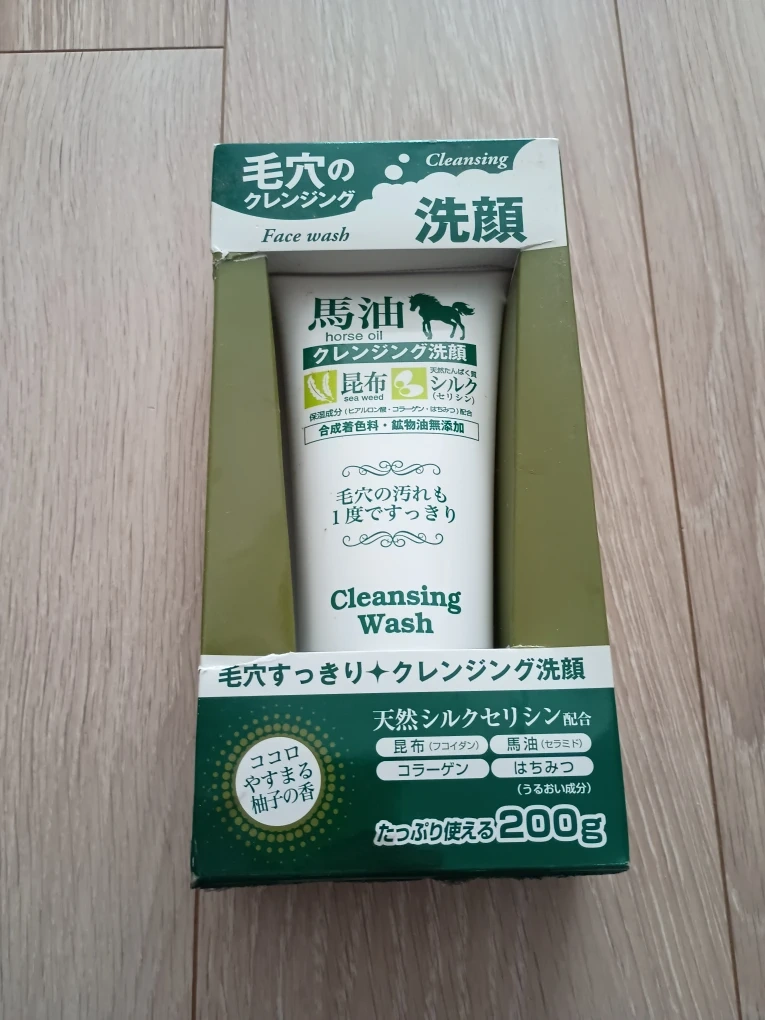 毛穴の
クレンジング
Cleansing
Face wash
洗顔
馬油
horse oil
クレンジング洗顔
昆布
sea weed
天然たんぱく質
シルク
(セリシン)
保湿成分(ヒアルロン酸・コラーゲン・はちみつ)配合
合成着色料・鉱物油無添加
毛穴の汚れも
1度ですっきり
Cleansing
Wash
毛穴すっきり✦クレンジング洗顔
ココロ
やすまる
柚子の香
天然シルクセリシン配合
昆布(フコイダン) 馬油(セラミド)
コラーゲン はちみつ
(うるおい成分)
たっぷり使える200g